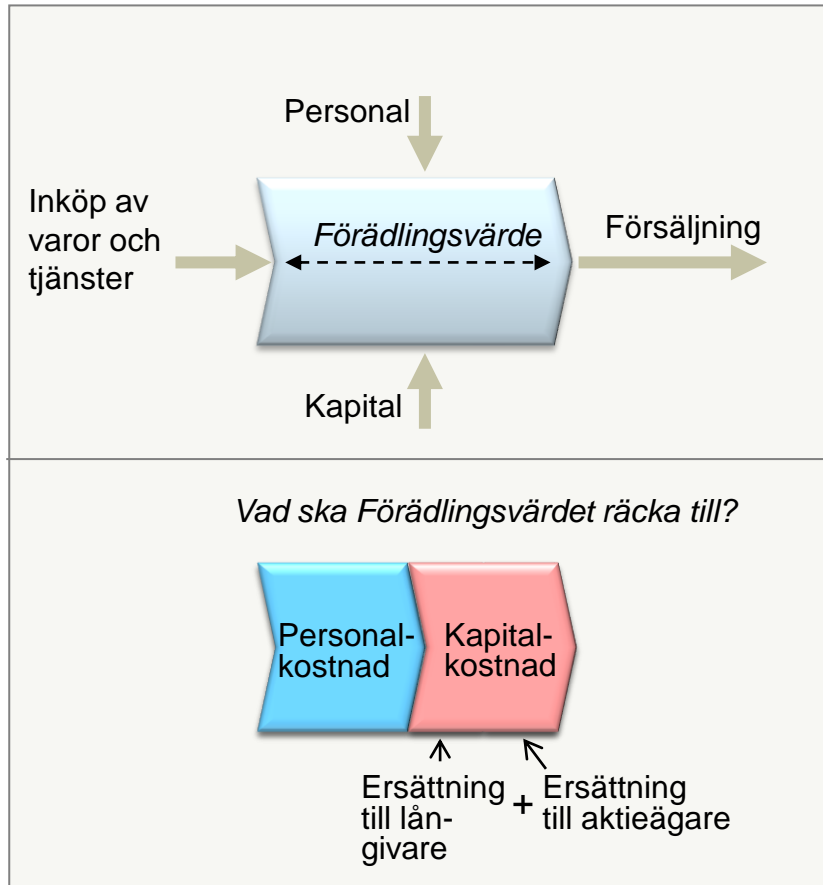 Personal
Inköp av
varor och
tjänster
Förädlingsvärde
Försäljning
Kapital
Vad ska Förädlingsvärdet räcka till?
Personal-
kostnad
Kapital-
kostnad
Ersättning
till lån-
givare
+
Ersättning
till aktieägare